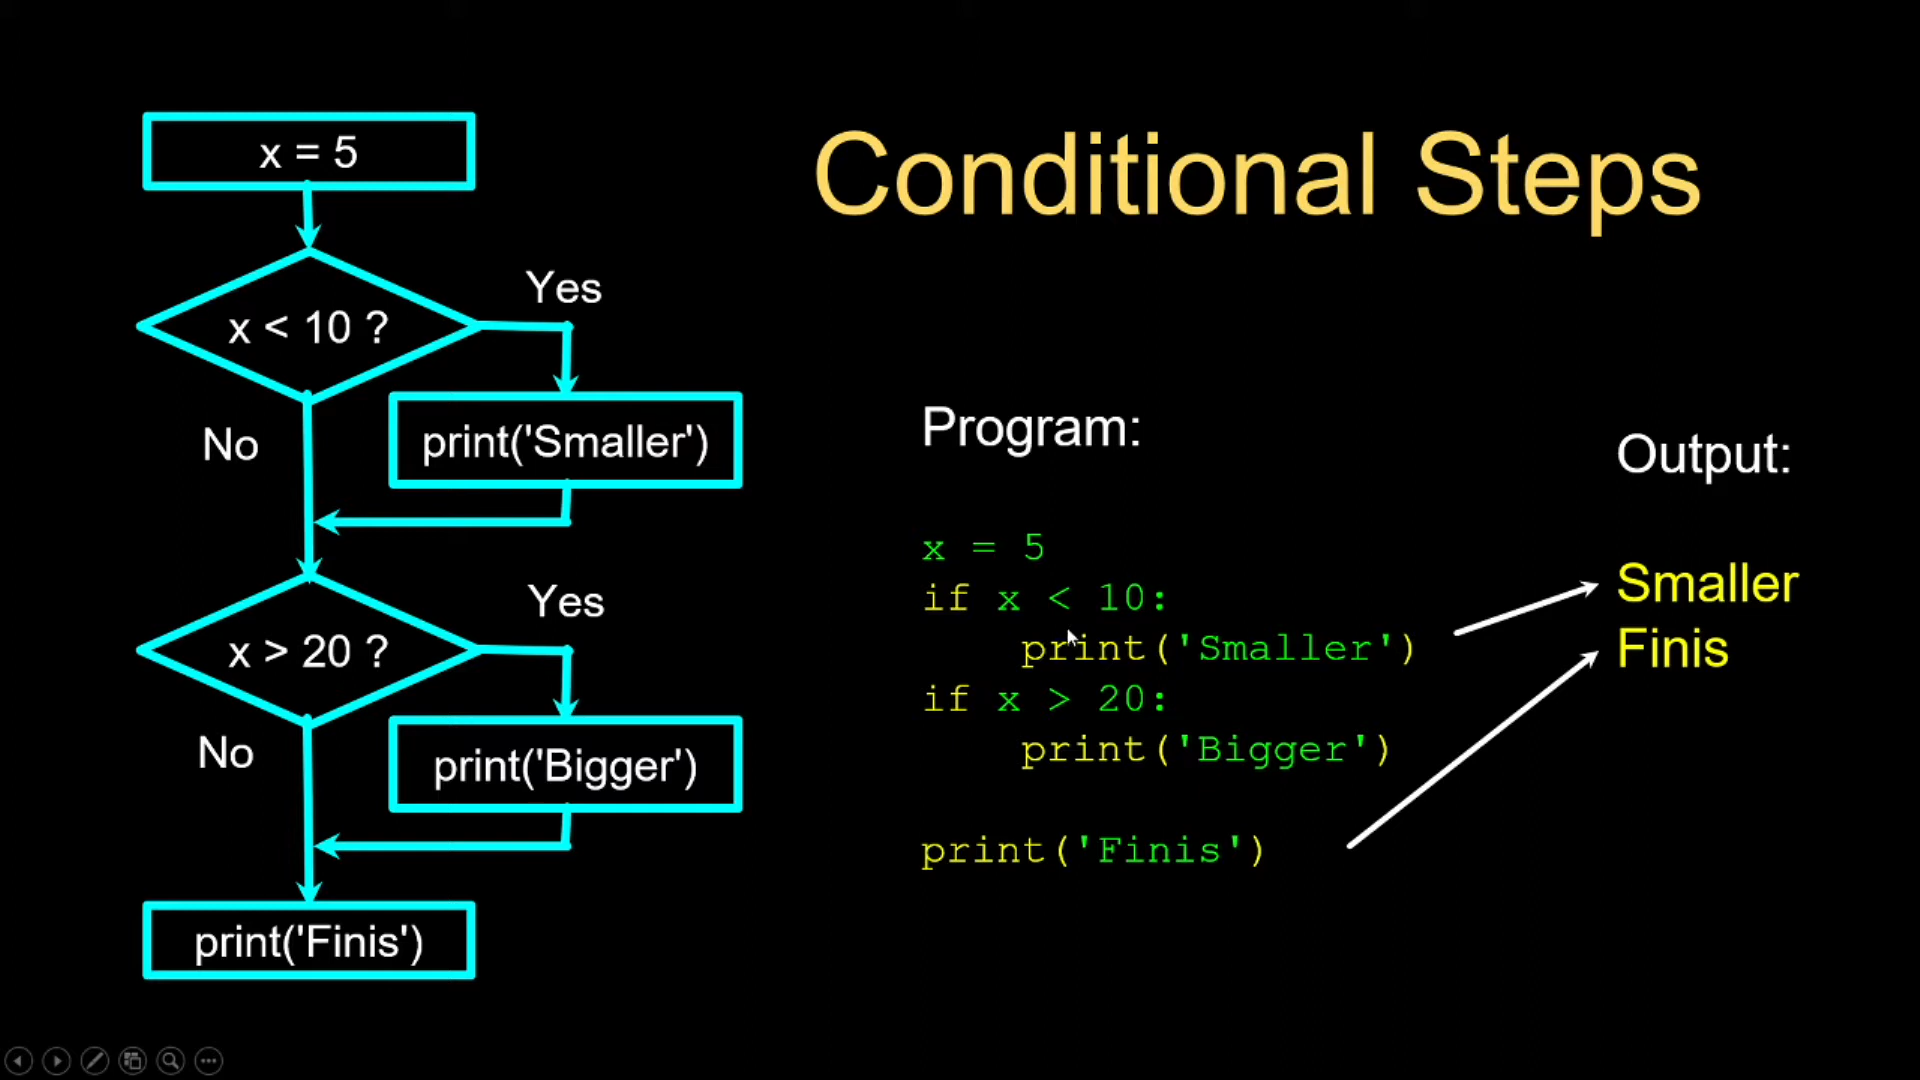 Conditional Steps
x = 5
x < 10 ?
Yes
print('Smaller')
No
x > 20 ?
Yes
print('Bigger')
No
print('Finis')
Program:
x = 5
if x < 10:
    print('Smaller')
if x > 20:
    print('Bigger')
print('Finis')
Output:
Smaller
Finis